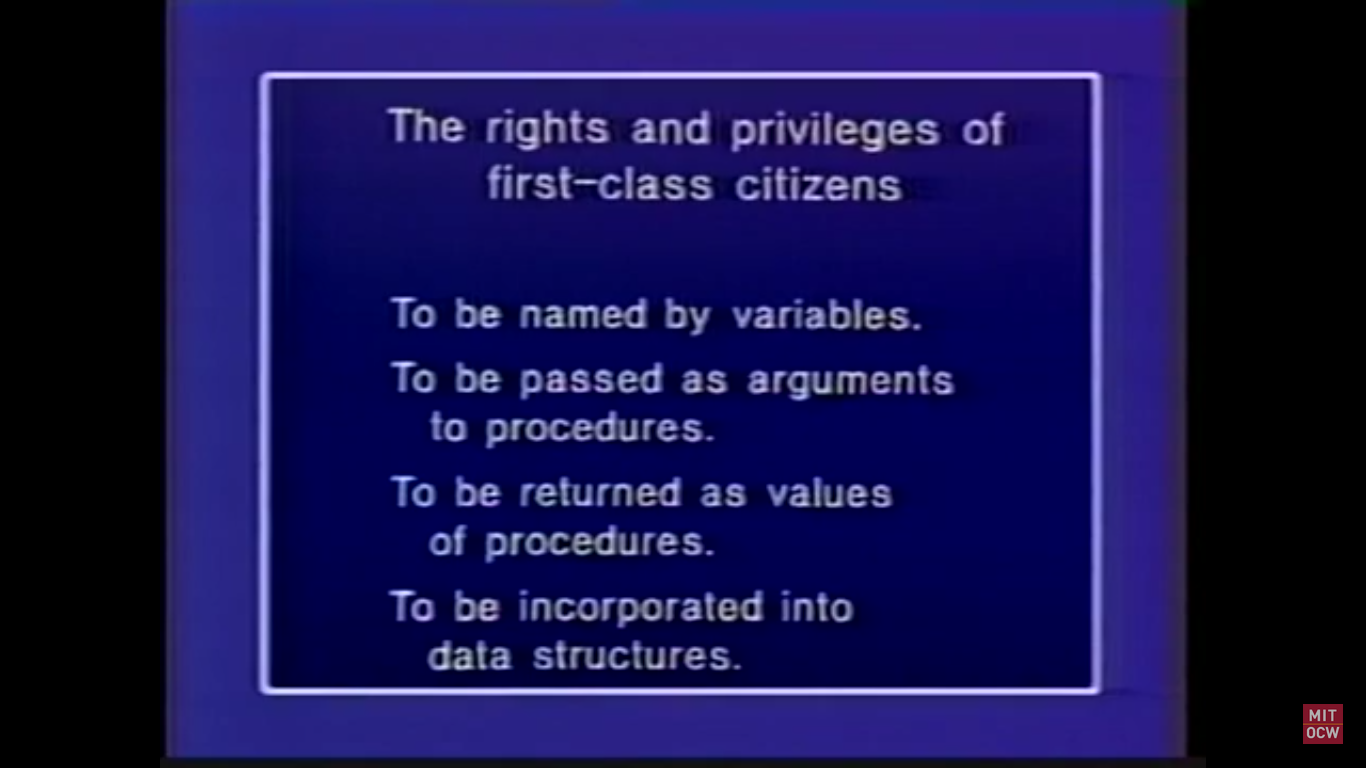 The rights and privileges of
first-class citizens
To be named by variables.
To be passed as arguments
to procedures.
To be returned as values
of procedures.
To be incorporated into
data structures.
MIT
OCW